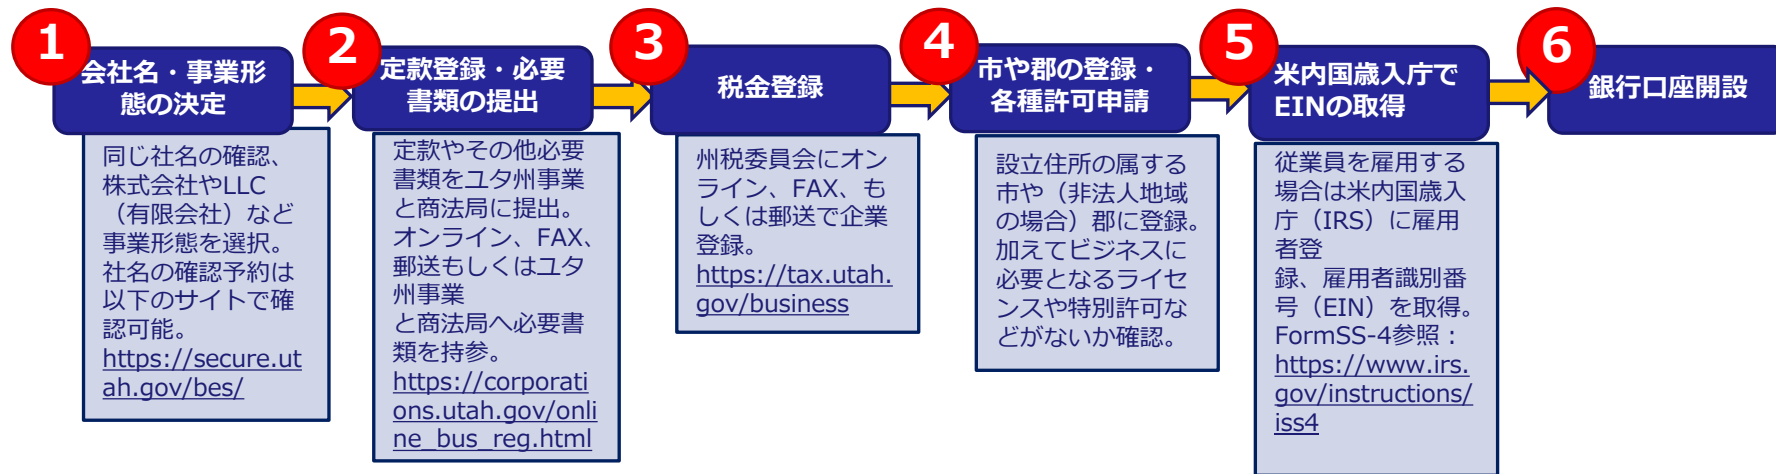 1
会社名・事業形
態の決定
同じ社名の確認、
株式会社やLLC
（有限会社）など
事業形態を選択。
社名の確認予約は
以下のサイトで確
認可能。
https://secure.ut
ah.gov/bes/
2
定款登録・必要
書類の提出
定款やその他必要
書類をユタ州事業
と商法局に提出。
オンライン、FAX、
郵送もしくはユタ
州事業
と商法局へ必要書
類を持参。
https://corporati
ons.utah.gov/onli
ne_bus_reg.html
3
税金登録
州税委員会にオン
ライン、FAX、も
しくは郵送で企業
登録。
https://tax.utah.
gov/business
4
市や郡の登録・
各種許可申請
設立住所の属する
市や（非法人地域
の場合）郡に登録。
加えてビジネスに
必要となるライセ
ンスや特別許可な
どがないか確認。
5
米内国歳入庁で
EINの取得
従業員を雇用する
場合は米内国歳入
庁（IRS）に雇用
者登
録、雇用者識別番
号（EIN）を取得。
FormSS-4参照：
https://www.irs.
gov/instructions/
iss4
6
銀行口座開設